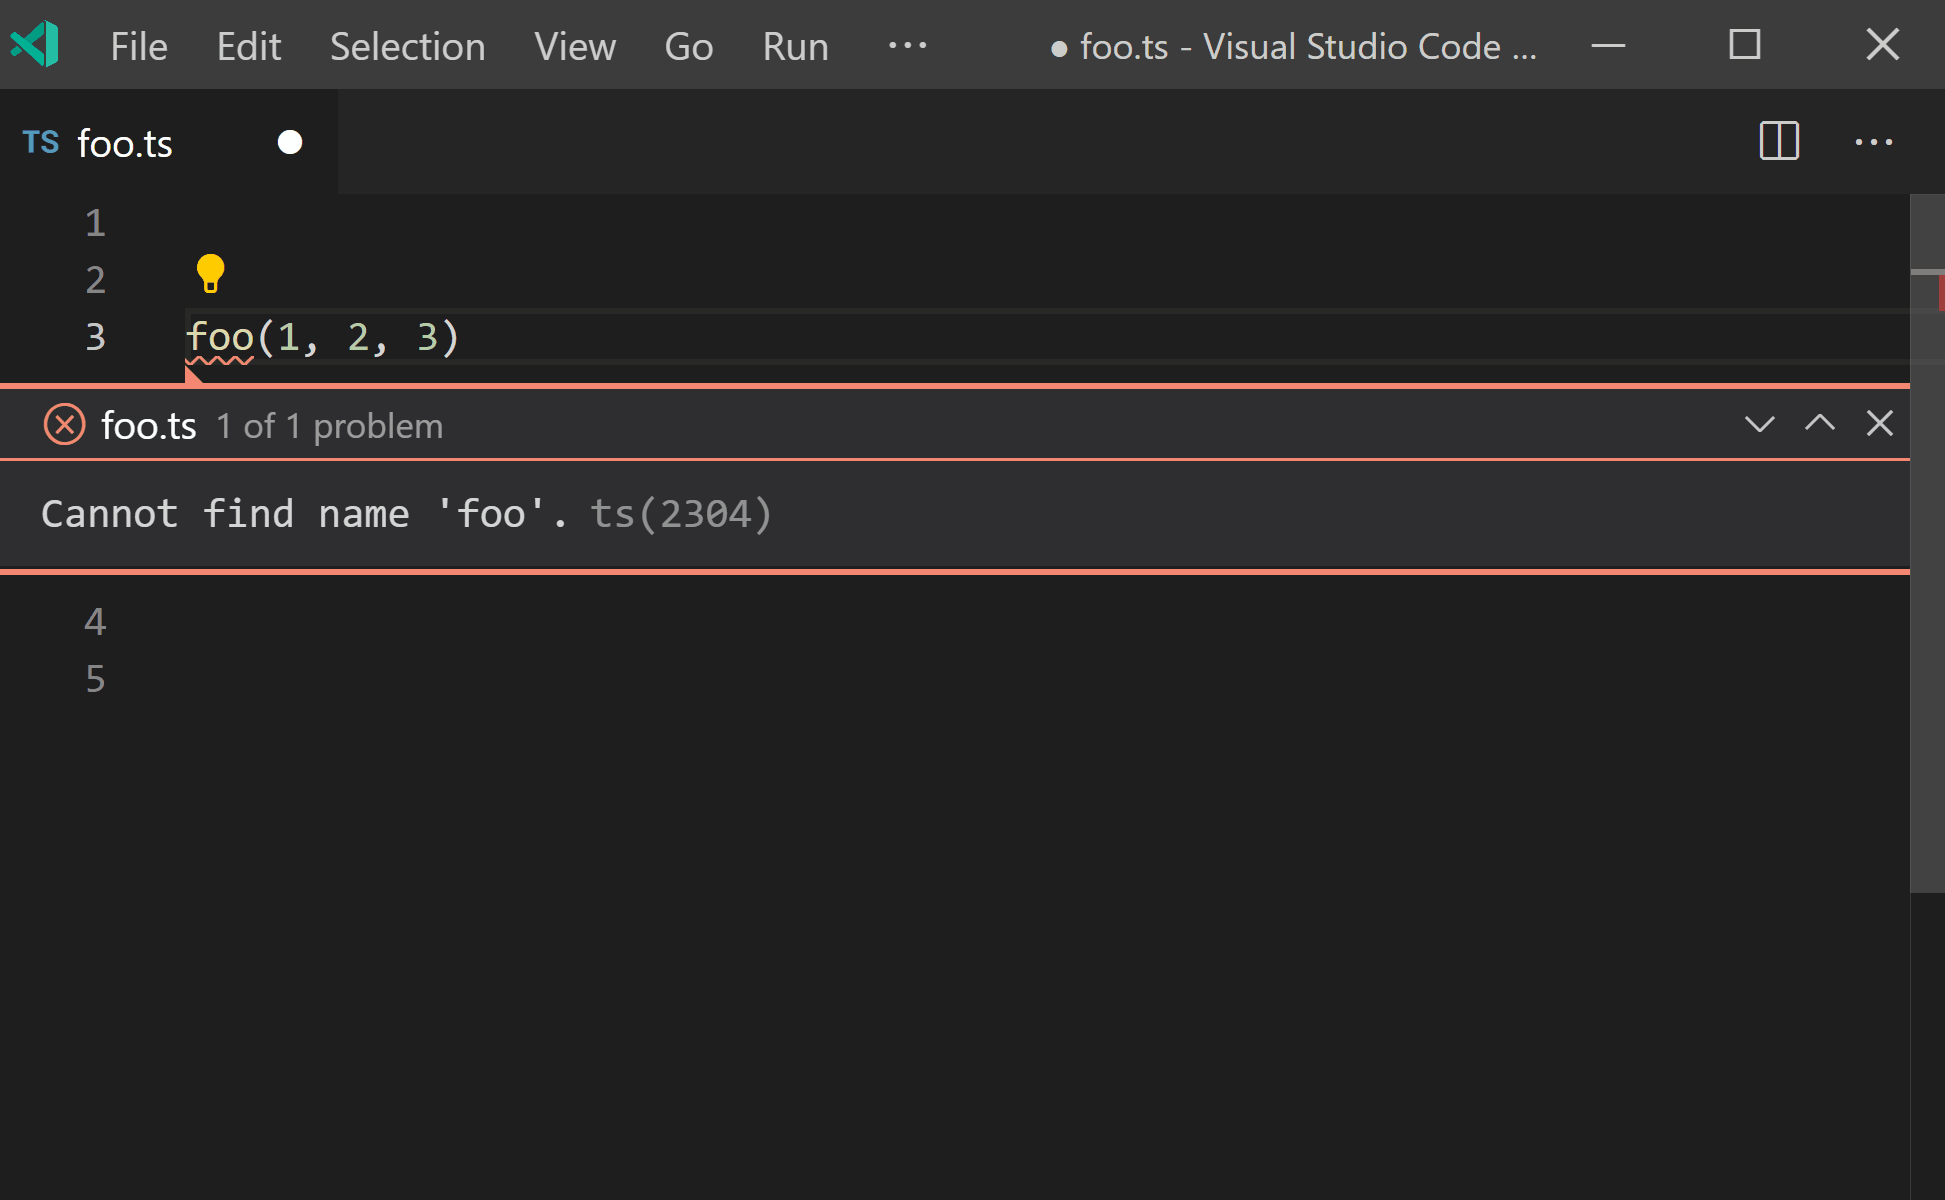 File Edit Selection View Go Run ··· ● foo.ts - Visual Studio Code ...
TS foo.ts
1
2
3 foo(1, 2, 3)
foo.ts 1 of 1 problem
Cannot find name 'foo'. ts(2304)
4
5